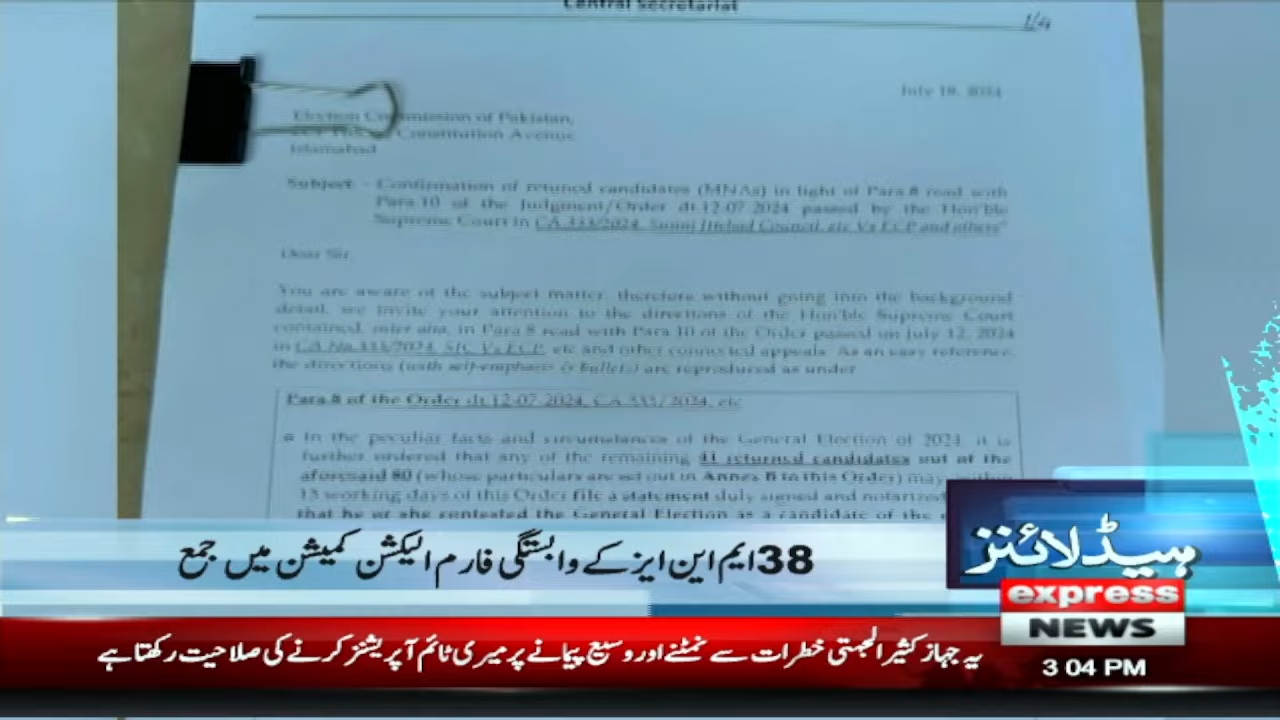 Central Secretariat
1/4
July 18, 2024
Election Commission of Pakistan,
Constitution Avenue
Islamabad
Subject: - Confirmation of retuned candidates (MNAs) in light of Para.8 read with
Para.10 of the Judgment/Order dt.12-07-2024 passed by the Hon'ble
Supreme Court in CA.333/2024, Sunni Ittehad Council, etc Vs ECP and others"
Dear Sir,
You are aware of the subject matter, therefore without going into the background
detail, we invite your attention to the directions of the Hon'ble Supreme Court
contained, inter alia, in Para.8 read with Para.10 of the Order passed on July 12, 2024
in CA.No.333/2024, SIC Vs ECP, etc and other connected appeals. As an easy reference,
the directions (with self-emphasis & bullets) are reproduced as under
Para.8 of the Order dt.12-07-2024, CA.333/2024, etc
In the peculiar facts and circumstances of the General Election of 2024, it is
further ordered that any of the remaining 41 returned candidates out of the
aforesaid 80 (whose particulars are set out in Annex B to this Order) may
15 working days of this Order file a statement duly signed and notarized
that he or she contested the General Election as a candidate of the
38 ایم این ایز کے وابستگی فارم الیکشن کمیشن میں جمع
ہیڈلائنز
express
NEWS
3:04 PM
یہ جہاز کثیر الجہتی خطرات سے نمٹنے اور وسیع پیمانے پر میری ٹائم آپریشنز کرنے کی صلاحیت رکھتا ہے